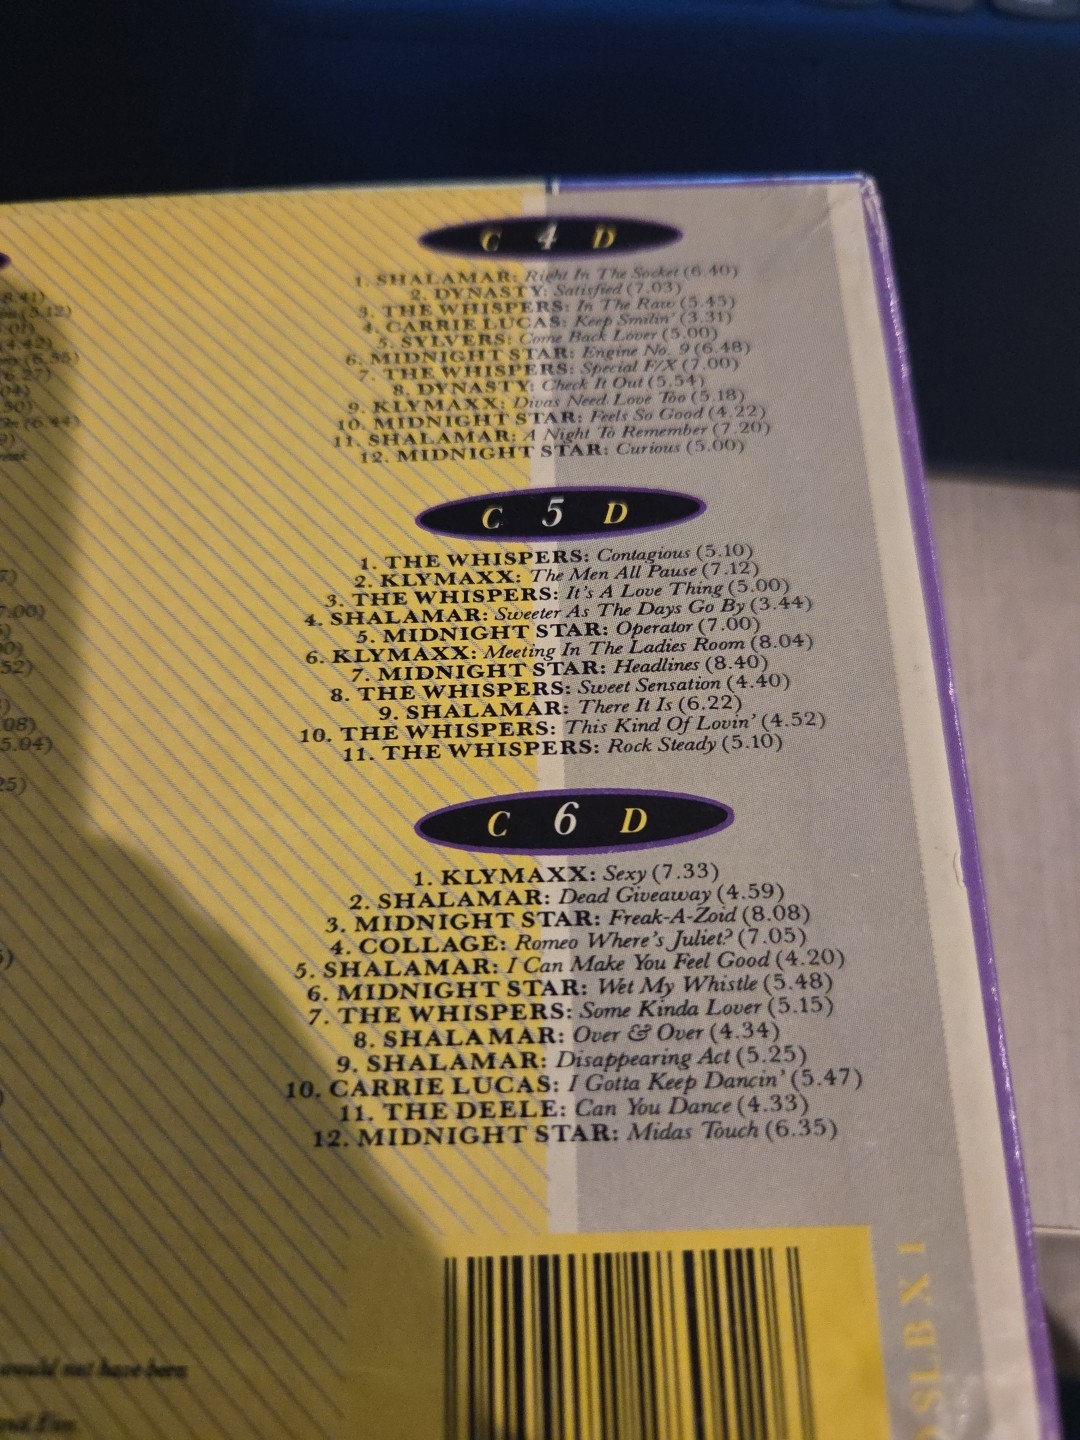 C 4 D
1. SHALAMAR: Right In The Socket (6.40)
2. DYNASTY: Satisfied (7.03)
3. THE WHISPERS: In The Raw (5.45)
4. CARRIE LUCAS: Keep Smilin' (3.31)
5. SYLVERS: Come Back Lover (5.00)
6. MIDNIGHT STAR: Engine No. 9 (6.48)
7. THE WHISPERS: Special F/X (7.00)
8. DYNASTY: Check It Out (5.54)
9. KLYMAXX: Divas Need Love Too (5.18)
10. MIDNIGHT STAR: Feels So Good (4.22)
11. SHALAMAR: A Night To Remember (7.20)
12. MIDNIGHT STAR: Curious (5.00)
C 5 D
1. THE WHISPERS: Contagious (5.10)
2. KLYMAXX: The Men All Pause (7.12)
3. THE WHISPERS: It's A Love Thing (5.00)
4. SHALAMAR: Sweeter As The Days Go By (3.44)
5. MIDNIGHT STAR: Operator (7.00)
6. KLYMAXX: Meeting In The Ladies Room (8.04)
7. MIDNIGHT STAR: Headlines (8.40)
8. THE WHISPERS: Sweet Sensation (4.40)
9. SHALAMAR: There It Is (6.22)
10. THE WHISPERS: This Kind Of Lovin' (4.52)
11. THE WHISPERS: Rock Steady (5.10)
C 6 D
1. KLYMAXX: Sexy (7.33)
2. SHALAMAR: Dead Giveaway (4.59)
3. MIDNIGHT STAR: Freak-A-Zoid (8.08)
4. COLLAGE: Romeo Where's Juliet? (7.05)
5. SHALAMAR: I Can Make You Feel Good (4.20)
6. MIDNIGHT STAR: Wet My Whistle (5.48)
7. THE WHISPERS: Some Kinda Lover (5.15)
8. SHALAMAR: Over & Over (4.34)
9. SHALAMAR: Disappearing Act (5.25)
10. CARRIE LUCAS: I Gotta Keep Dancin' (5.47)
11. THE DEELE: Can You Dance (4.33)
12. MIDNIGHT STAR: Midas Touch (6.35)
would not have been
DSLBX 1